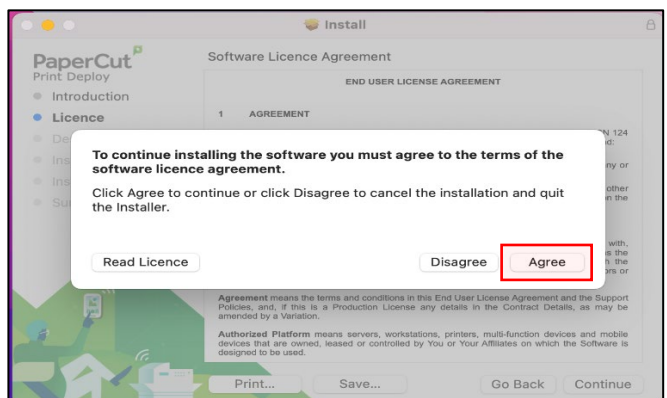 Install
PaperCut
Print Deploy
Introduction
Licence
De
Ins
Ins
Su
Software Licence Agreement
END USER LICENSE AGREEMENT
1 AGREEMENT
N 124
To continue installing the software you must agree to the terms of the
software licence agreement.
Click Agree to continue or click Disagree to cancel the installation and quit
the Installer.
Read Licence Disagree Agree
Agreement means the terms and conditions in this End User License Agreement and the Support
Policies, and, if this is a Production License any details in the Contract Details, as may be
amended by a Variation.
Authorized Platform means servers, workstations, printers, multi-function devices and mobile
devices that are owned, leased or controlled by You or Your Affiliates on which the Software is
designed to be used.
Print... Save... Go Back Continue